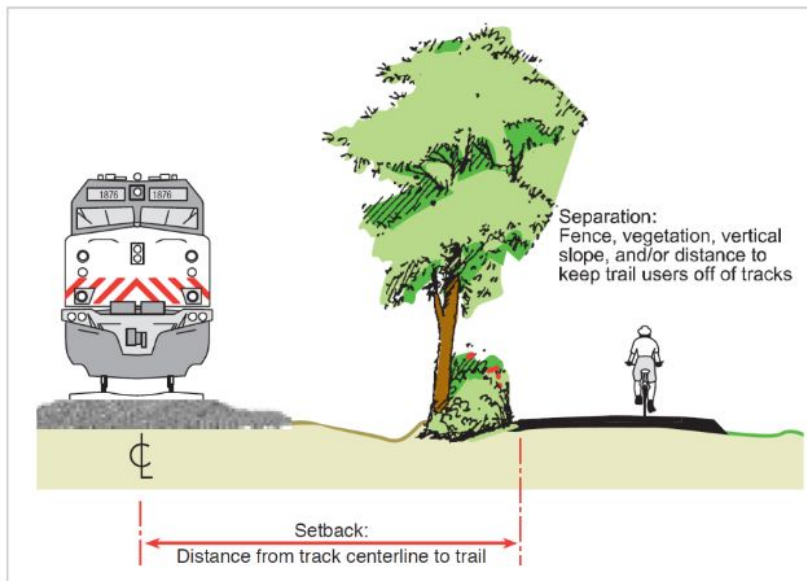 1876 1876
Separation:
Fence, vegetation, vertical
slope, and/or distance to
keep trail users off of tracks
℄
Setback:
Distance from track centerline to trail